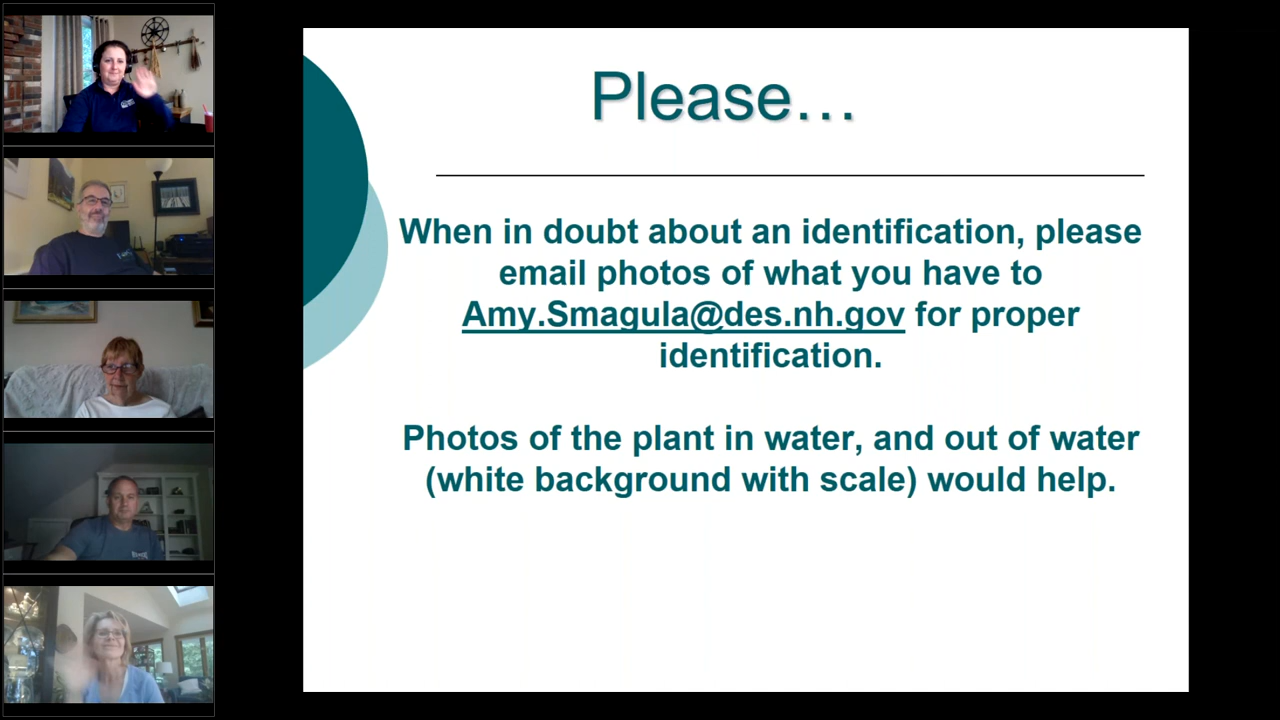 Please…
When in doubt about an identification, please
email photos of what you have to
Amy.Smagula@des.nh.gov for proper
identification.
Photos of the plant in water, and out of water
(white background with scale) would help.